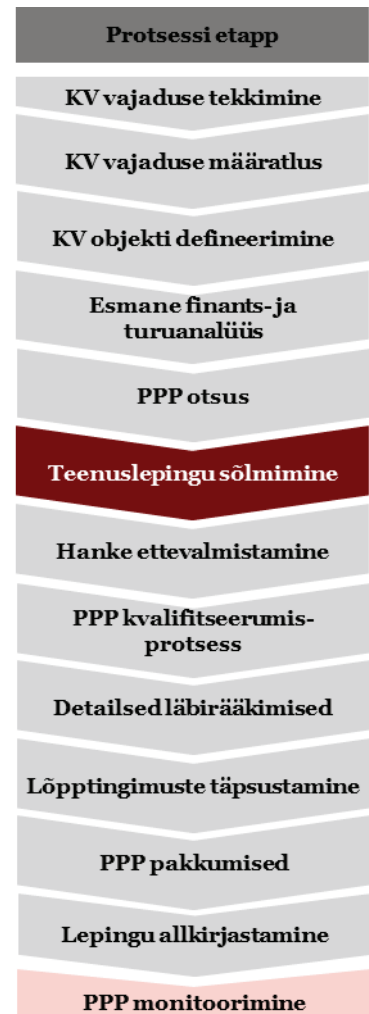 Protsessi etapp
KV vajaduse tekkimine
KV vajaduse määratlus
KV objekti defineerimine
Esmane finants- ja
turuanalüüs
PPP otsus
Teenuslepingu sõlmimine
Hanke ettevalmistamine
PPP kvalifitseerumis-
protsess
Detailsed läbirääkimised
Lõpptingimuste täpsustamine
PPP pakkumised
Lepingu allkirjastamine
PPP monitoorimine